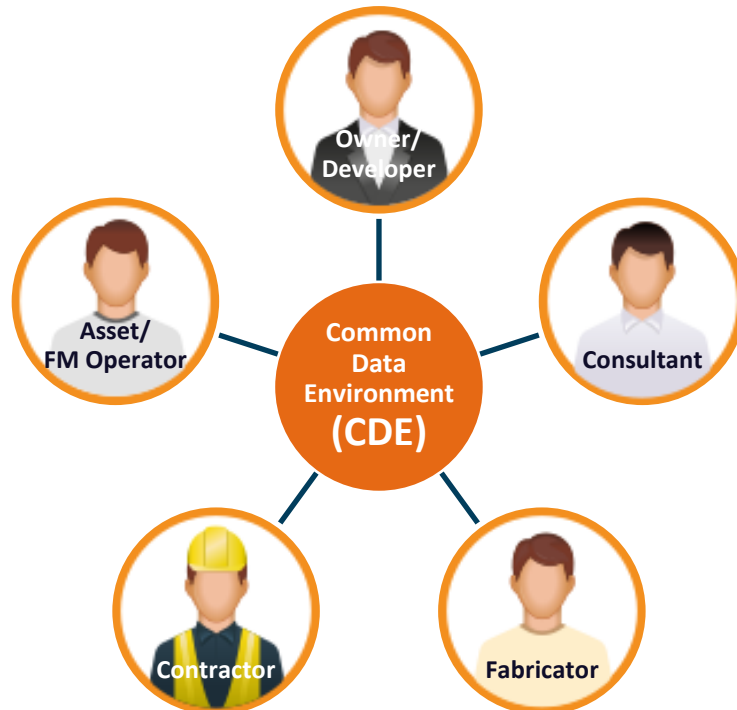 Owner/
Developer
Asset/
FM Operator
Common
Data
Environment
(CDE)
Consultant
Contractor
Fabricator